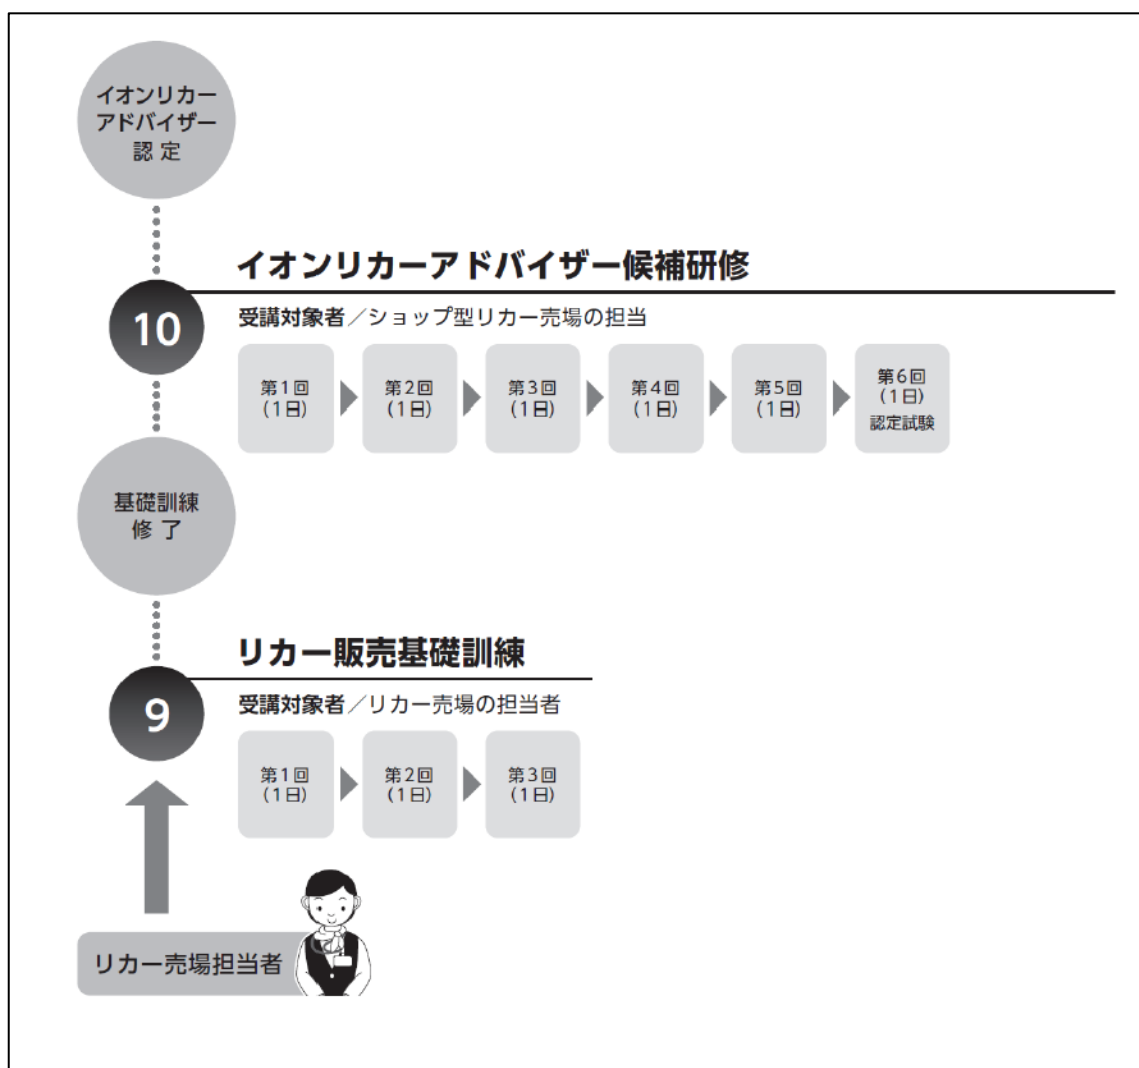 イオンリカー
アドバイザー
認 定
イオンリカーアドバイザー候補研修
10
受講対象者／ショップ型リカー売場の担当
第1回
(1日)
第2回
(1日)
第3回
(1日)
第4回
(1日)
第5回
(1日)
第6回
(1日)
認定試験
基礎訓練
修 了
リカー販売基礎訓練
9
受講対象者／リカー売場の担当者
第1回
(1日)
第2回
(1日)
第3回
(1日)
リカー売場担当者